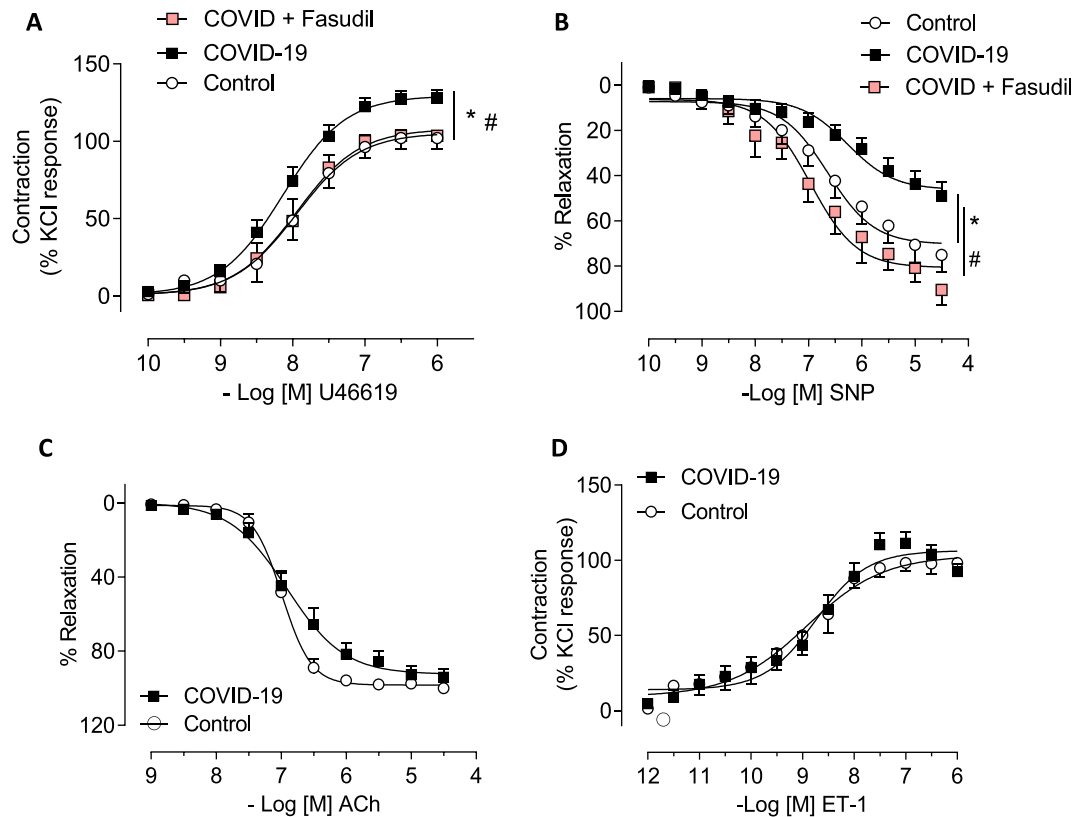 A
COVID + Fasudil
COVID-19
Control
Contraction
(% KCl response)
150
100
50
0
* #
10 9 8 7 6
- Log [M] U46619
B
Control
COVID-19
COVID + Fasudil
% Relaxation
0
20
40
60
80
100
*
#
10 9 8 7 6 5 4
-Log [M] SNP
C
% Relaxation
0
40
80
120
COVID-19
Control
9 8 7 6 5 4
- Log [M] ACh
D
COVID-19
Control
Contraction
(% KCl response)
150
100
50
0
12 11 10 9 8 7 6
-Log [M] ET-1